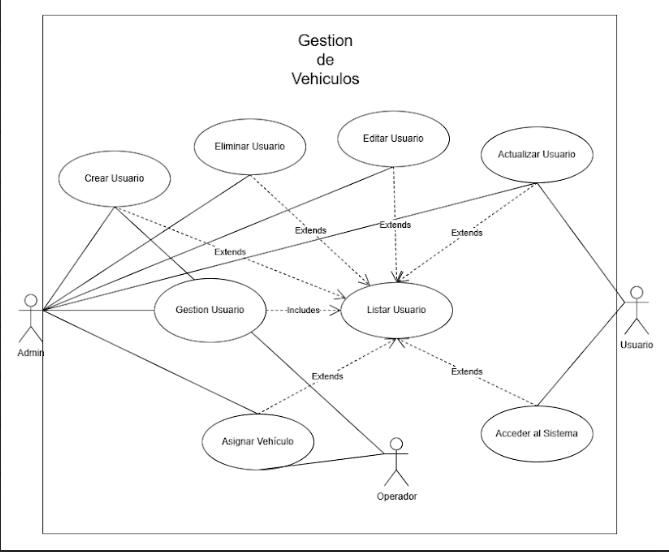 Gestion
de
Vehiculos
Eliminar Usuario
Editar Usuario
Actualizar Usuario
Crear Usuario
Extends
Extends
Extends
Extends
Gestion Usuario
Includes
Listar Usuario
Admin
Usuario
Extends
Extends
Asignar Vehículo
Acceder al Sistema
Operador